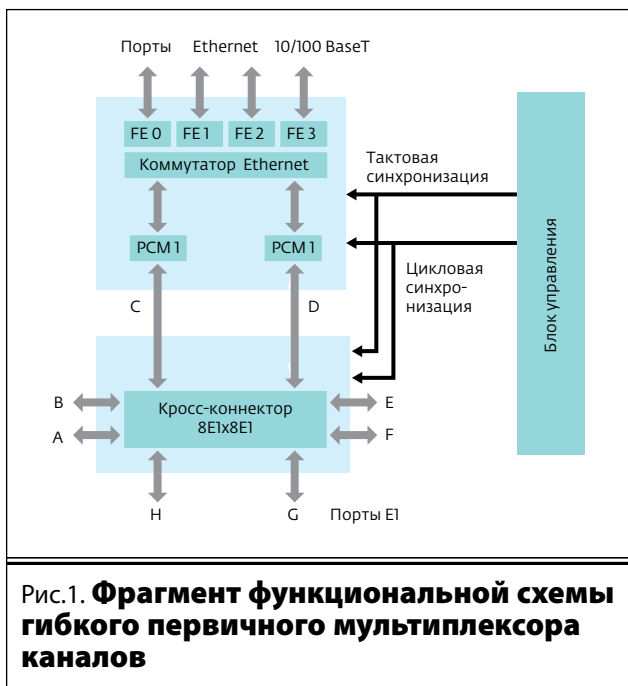 Порты Ethernet 10/100 BaseT
FE 0 FE 1 FE 2 FE 3
Коммутатор Ethernet
Тактовая
синхронизация
PCM 1 PCM 1
Цикловая
синхро-
низация
Блок управления
C D
B E
Кросс-коннектор
8E1x8E1
A F
H G Порты E1
Рис.1. Фрагмент функциональной схемы
гибкого первичного мультиплексора
каналов